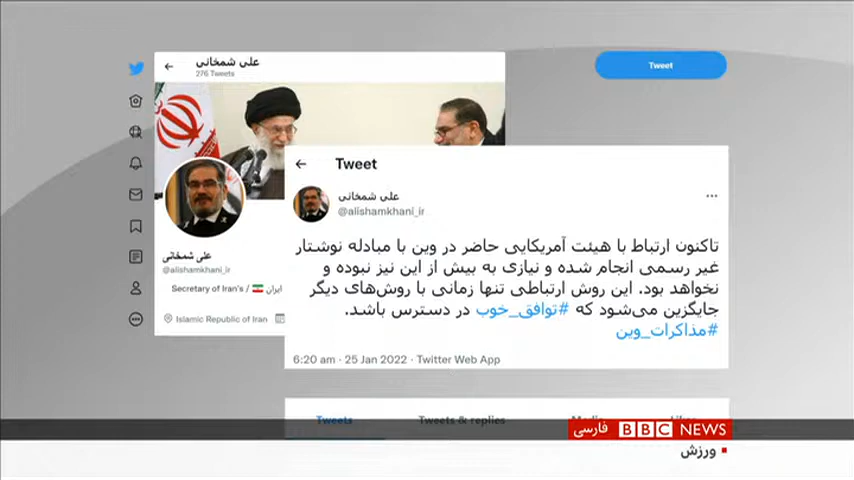 علی شمخانی
276 Tweets
Tweet
Tweet
علی شمخانی
@alishamkhani_ir
تاکنون ارتباط با هیئت آمریکایی حاضر در وین با مبادله نوشتار
غیر رسمی انجام شده و نیازی به بیش از این نیز نبوده و
نخواهد بود. این روش ارتباطی تنها زمانی با روش‌های دیگر
جایگزین می‌شود که #توافق_خوب در دسترس باشد.
#مذاکرات_وین
6:20 am · 25 Jan 2022 · Twitter Web App
علی شمخانی
@alishamkhani_ir
Secretary of Iran's / ایران
Islamic Republic of Iran
Tweets
Tweets & replies
Media
Likes
BBC NEWS فارسی
ورزش